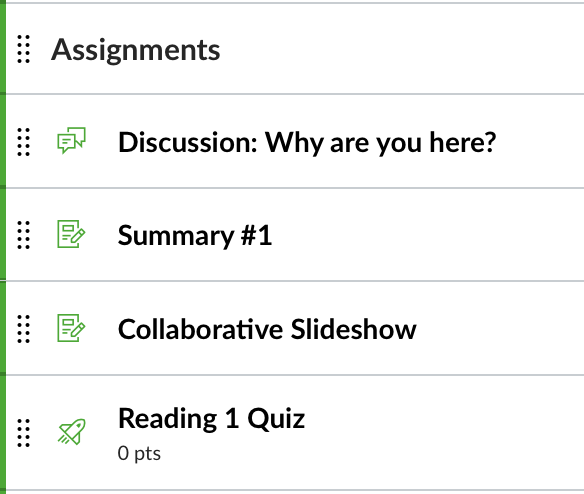 Assignments
Discussion: Why are you here?
Summary #1
Collaborative Slideshow
Reading 1 Quiz
0 pts